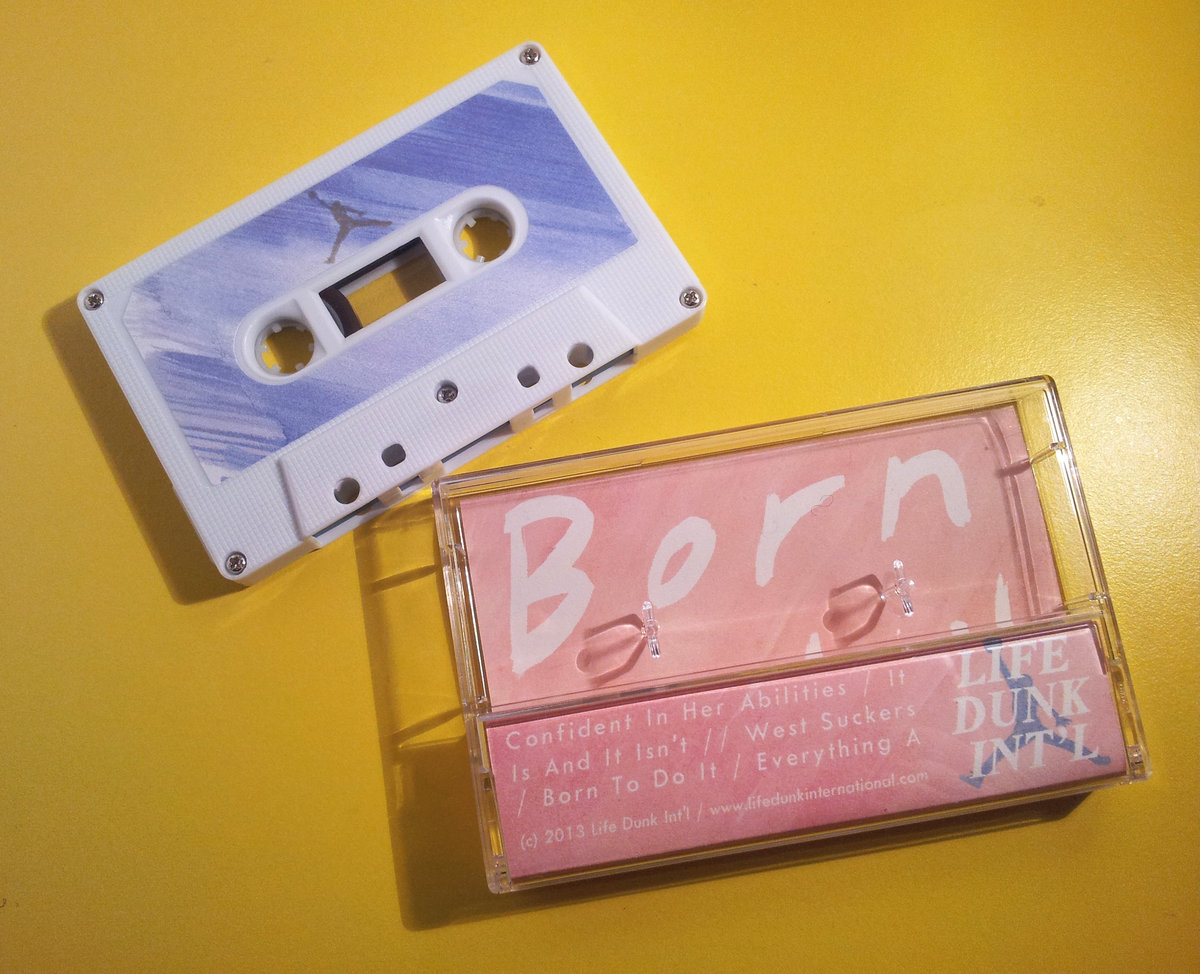 Born
Confident In Her Abilities / It
Is And It Isn't // West Suckers
/ Born To Do It / Everything A
(c) 2013 Life Dunk Int'l / www.lifedunkinternational.com
LIFE
DUNK
INT'L